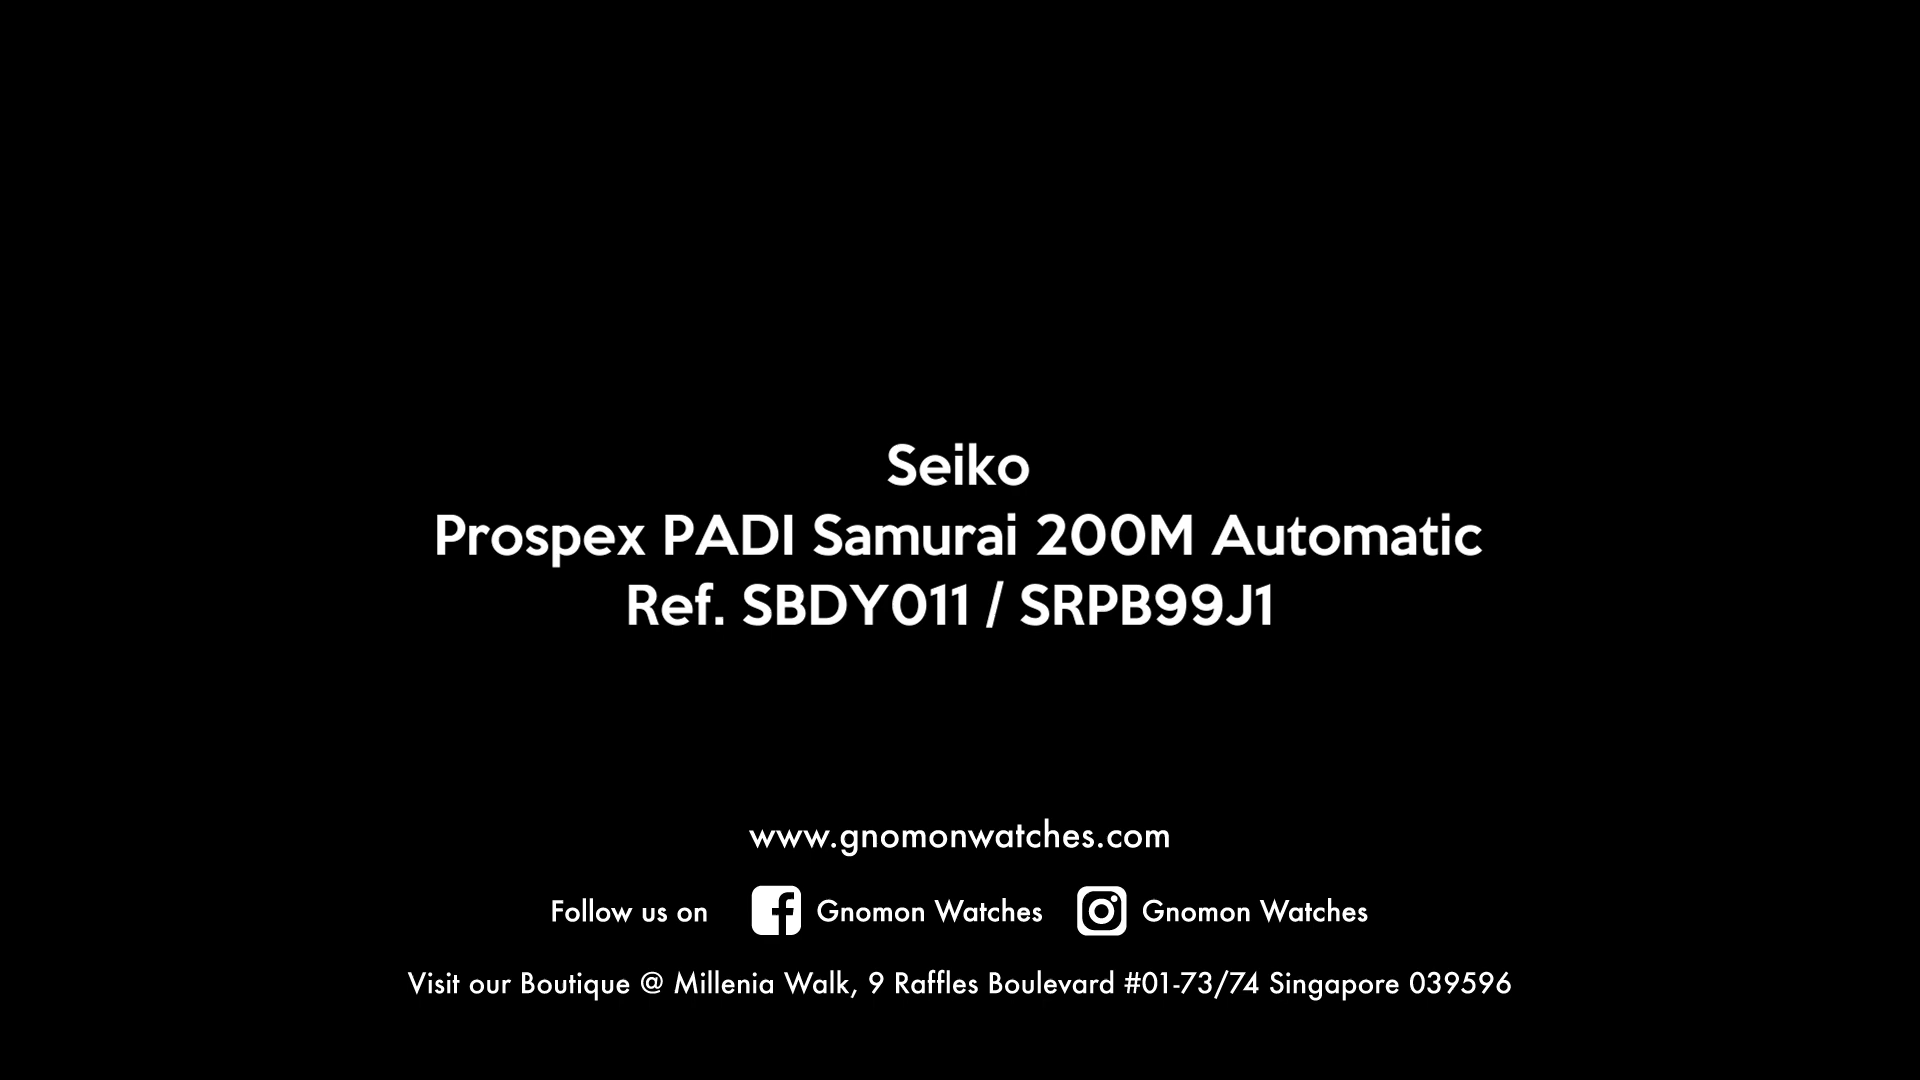 Seiko
Prospex PADI Samurai 200M Automatic
Ref. SBDY011 / SRPB99J1
www.gnomonwatches.com
Follow us on Gnomon Watches Gnomon Watches
Visit our Boutique @ Millenia Walk, 9 Raffles Boulevard #01-73/74 Singapore 039596